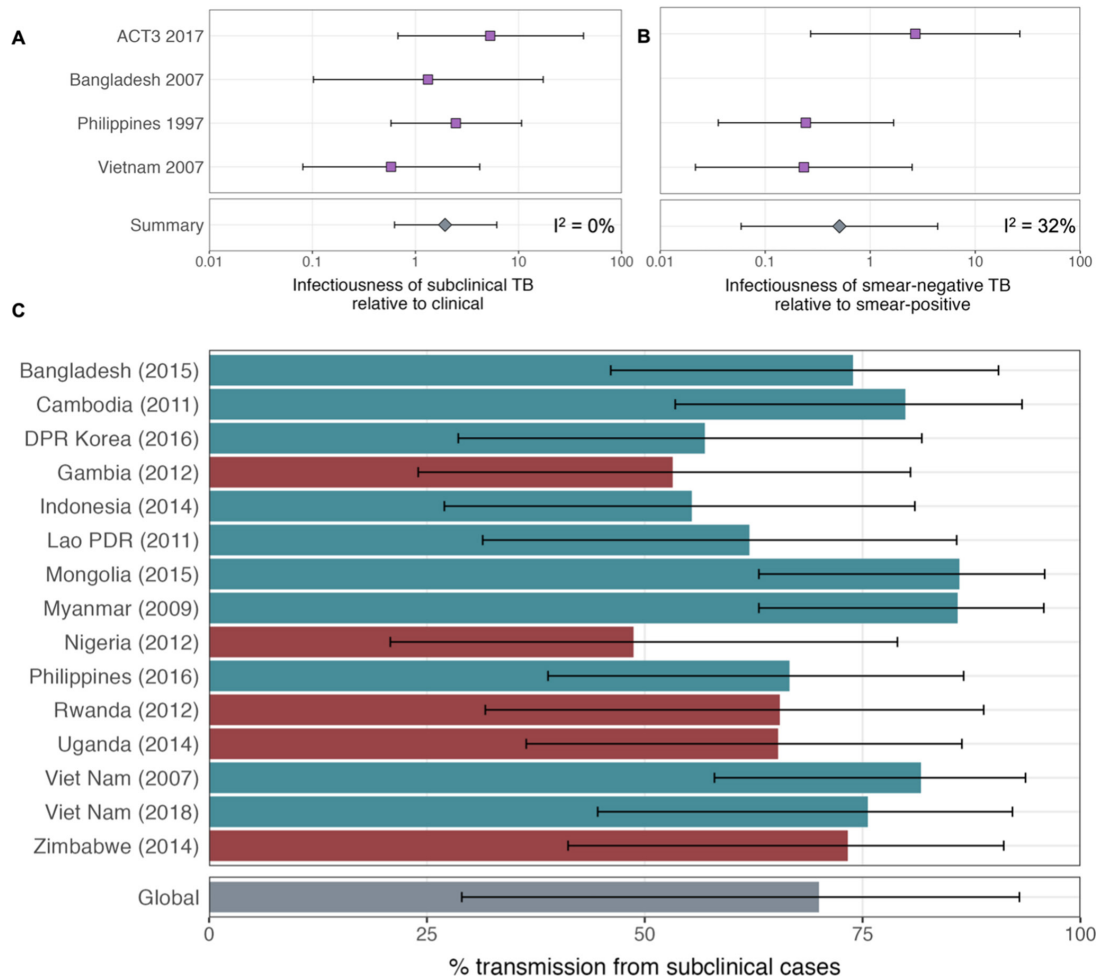 A
B
ACT3 2017
Bangladesh 2007
Philippines 1997
Vietnam 2007
Summary
I² = 0%
I² = 32%
0.01 0.1 1 10 100
0.01 0.1 1 10 100
Infectiousness of subclinical TB
relative to clinical
Infectiousness of smear-negative TB
relative to smear-positive
C
Bangladesh (2015)
Cambodia (2011)
DPR Korea (2016)
Gambia (2012)
Indonesia (2014)
Lao PDR (2011)
Mongolia (2015)
Myanmar (2009)
Nigeria (2012)
Philippines (2016)
Rwanda (2012)
Uganda (2014)
Viet Nam (2007)
Viet Nam (2018)
Zimbabwe (2014)
Global
0 25 50 75 100
% transmission from subclinical cases